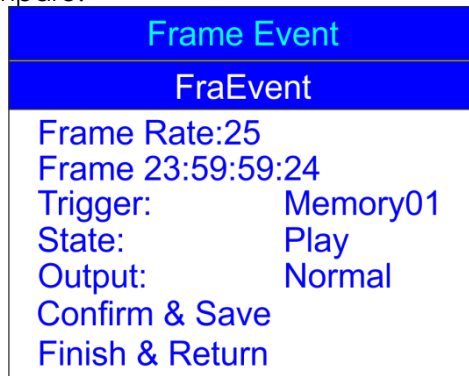 Frame Event
FraEvent
Frame Rate:25
Frame 23:59:59:24
Trigger: Memory01
State: Play
Output: Normal
Confirm & Save
Finish & Return